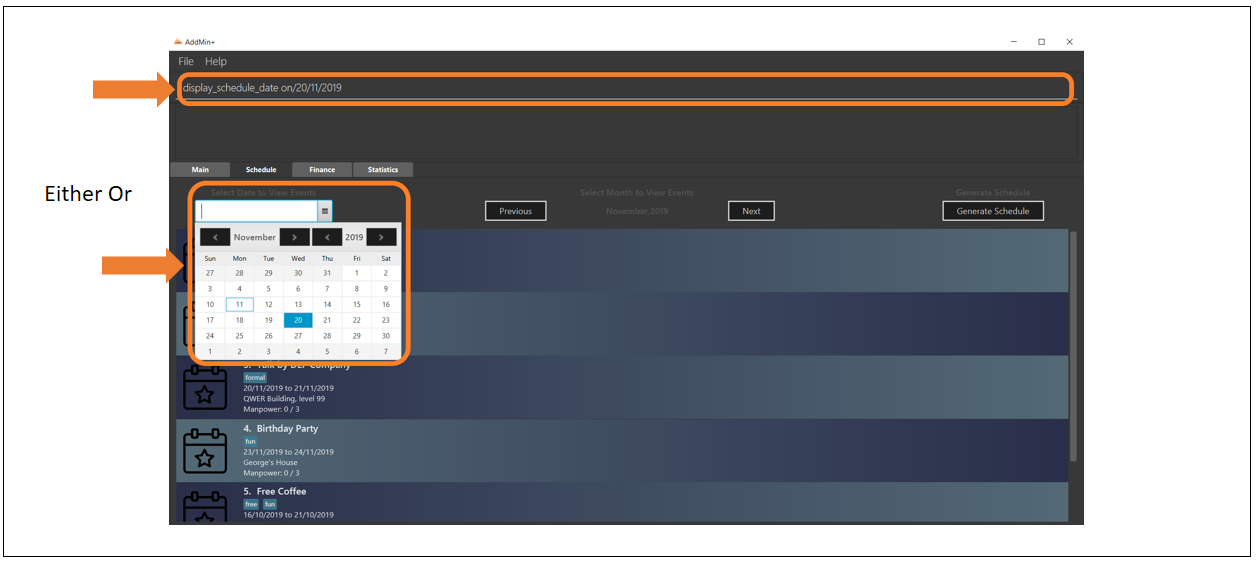 AddMin+
File Help
display_schedule_date on/20/11/2019
Main Schedule Finance Statistics
Either Or
Select Date to View Events Select Month to View Events Generate Schedule
Previous November,2019 Next Generate Schedule
November 2019
Sun Mon Tue Wed Thu Fri Sat
27 28 29 30 31 1 2
3 4 5 6 7 8 9
10 11 12 13 14 15 16
17 18 19 20 21 22 23
24 25 26 27 28 29 30
1 2 3 4 5 6 7
3. Talk by DEF Company
formal
20/11/2019 to 21/11/2019
QWER Building, level 99
Manpower: 0 / 3
4. Birthday Party
fun
23/11/2019 to 24/11/2019
George's House
Manpower: 0 / 3
5. Free Coffee
free fun
16/10/2019 to 21/10/2019